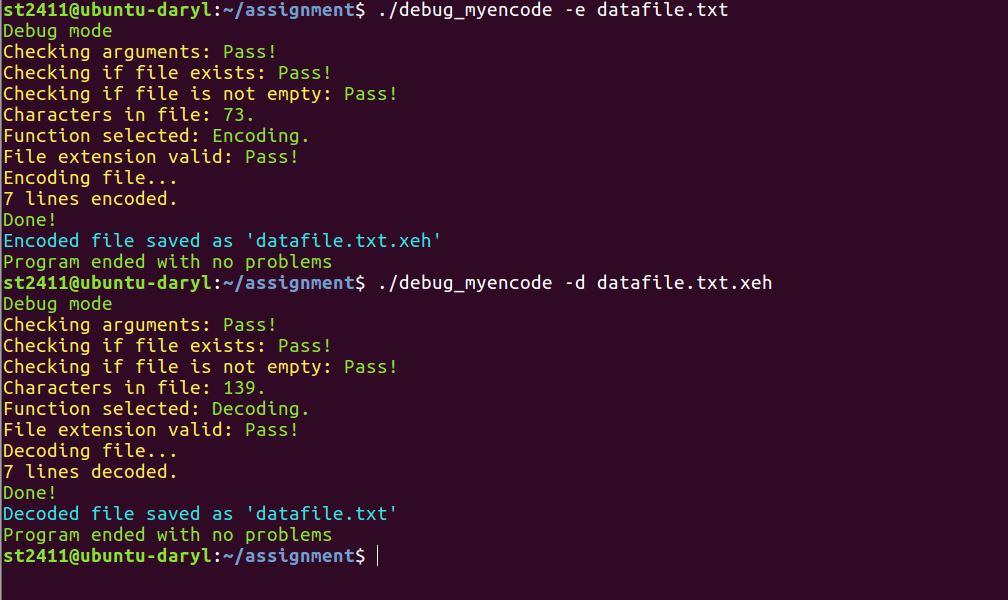 st2411@ubuntu-daryl:~/assignment$ ./debug_myencode -e datafile.txt
Debug mode
Checking arguments: Pass!
Checking if file exists: Pass!
Checking if file is not empty: Pass!
Characters in file: 73.
Function selected: Encoding.
File extension valid: Pass!
Encoding file...
7 lines encoded.
Done!
Encoded file saved as 'datafile.txt.xeh'
Program ended with no problems
st2411@ubuntu-daryl:~/assignment$ ./debug_myencode -d datafile.txt.xeh
Debug mode
Checking arguments: Pass!
Checking if file exists: Pass!
Checking if file is not empty: Pass!
Characters in file: 139.
Function selected: Decoding.
File extension valid: Pass!
Decoding file...
7 lines decoded.
Done!
Decoded file saved as 'datafile.txt'
Program ended with no problems
st2411@ubuntu-daryl:~/assignment$